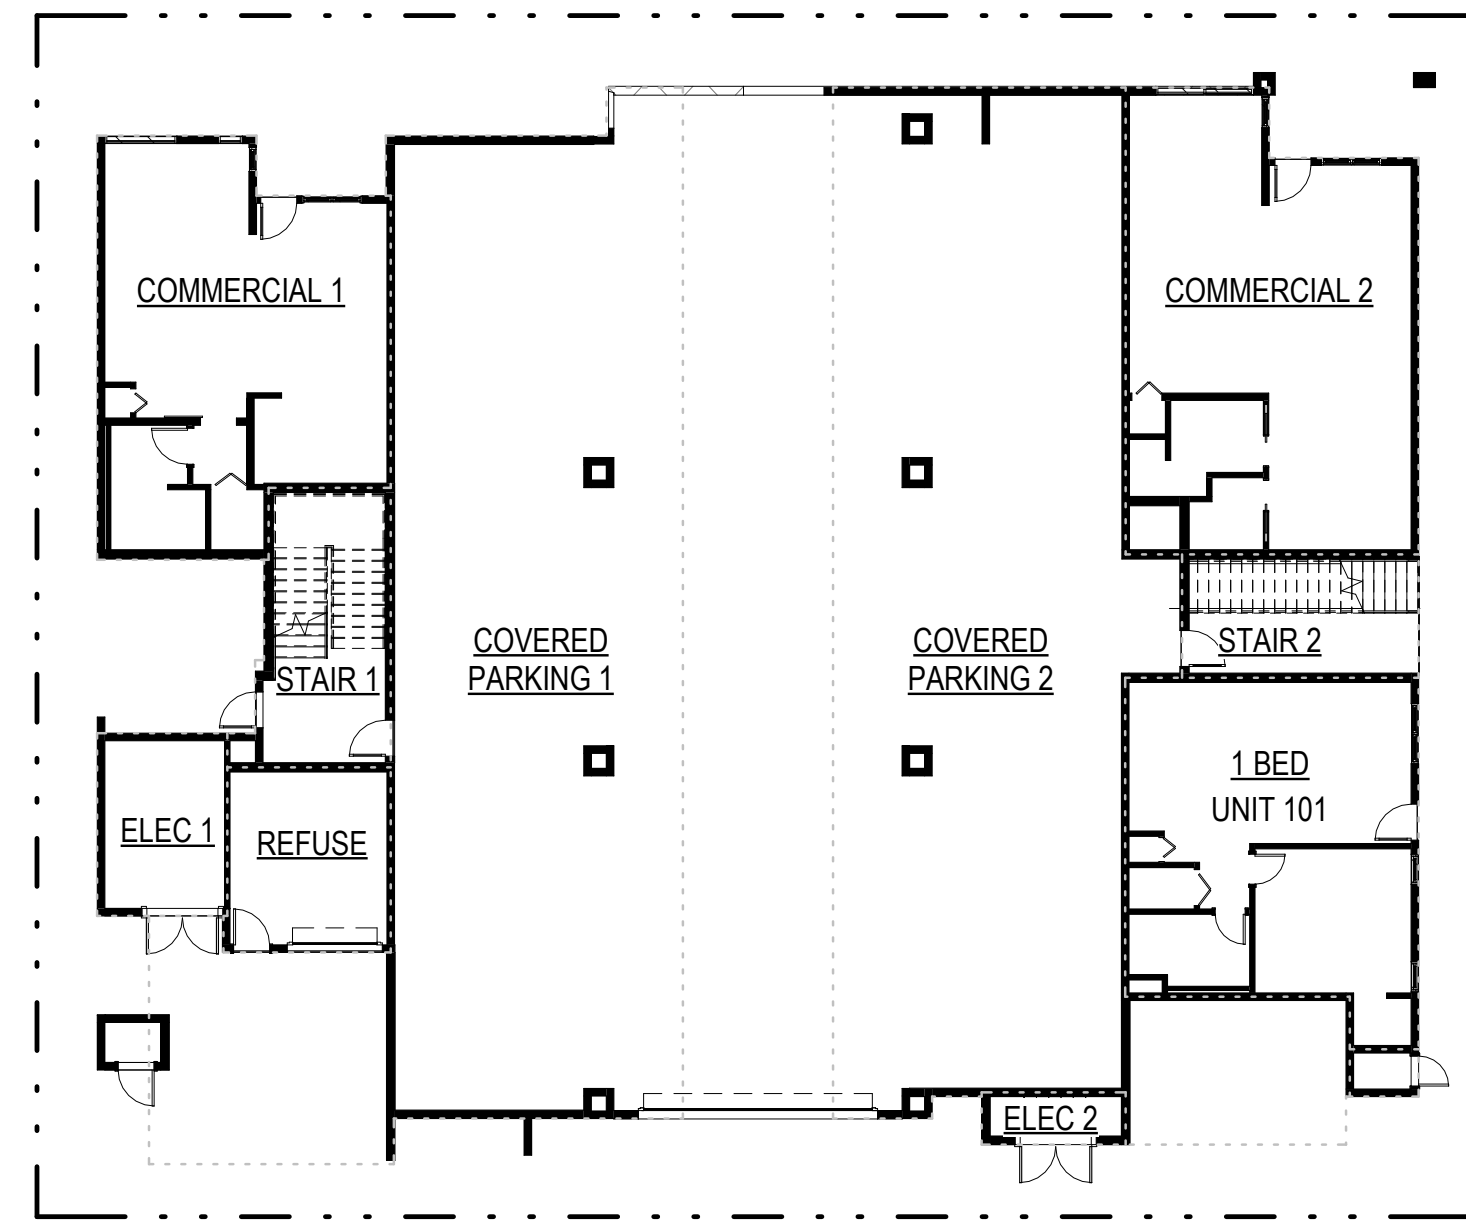 COMMERCIAL 1
COMMERCIAL 2
COVERED
PARKING 1
COVERED
PARKING 2
STAIR 2
STAIR 1
1 BED
UNIT 101
ELEC 1
REFUSE
ELEC 2